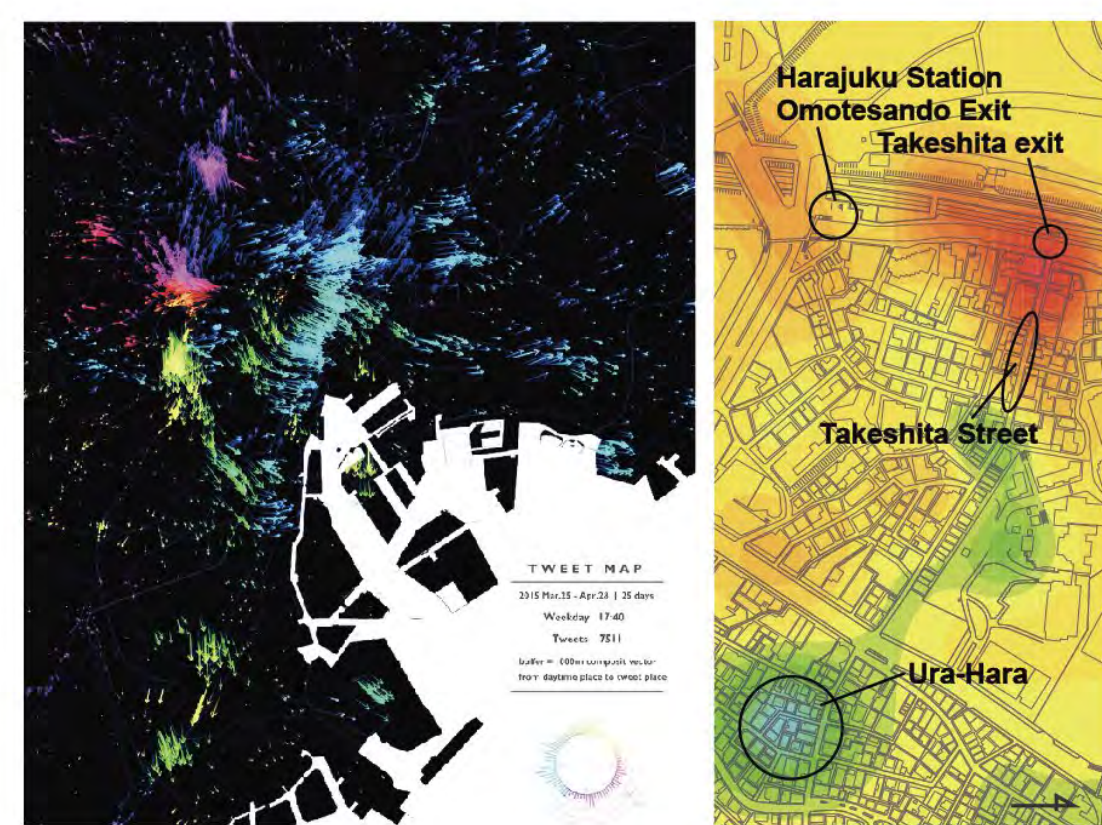 TWEET MAP
2015 Mar.25 - Apr.28 | 25 days
Weekday 17:40
Tweets 7511
from daytime place to tweet place
Harajuku Station
Omotesando Exit
Takeshita exit
Takeshita Street
Ura-Hara